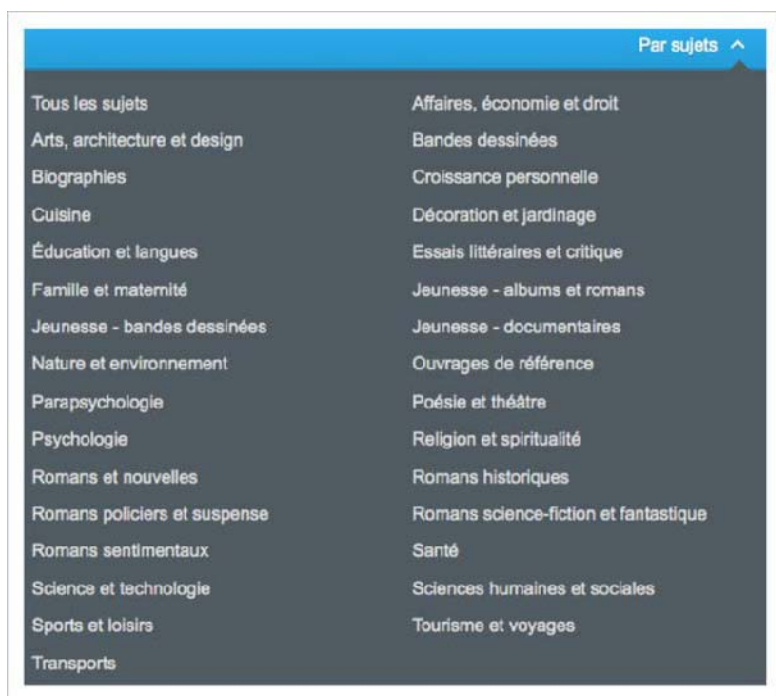 Par sujets
Tous les sujets
Affaires, économie et droit
Arts, architecture et design
Bandes dessinées
Biographies
Croissance personnelle
Cuisine
Décoration et jardinage
Éducation et langues
Essais littéraires et critique
Famille et maternité
Jeunesse - albums et romans
Jeunesse - bandes dessinées
Jeunesse - documentaires
Nature et environnement
Ouvrages de référence
Parapsychologie
Poésie et théâtre
Psychologie
Religion et spiritualité
Romans et nouvelles
Romans historiques
Romans policiers et suspense
Romans science-fiction et fantastique
Romans sentimentaux
Santé
Science et technologie
Sciences humaines et sociales
Sports et loisirs
Tourisme et voyages
Transports